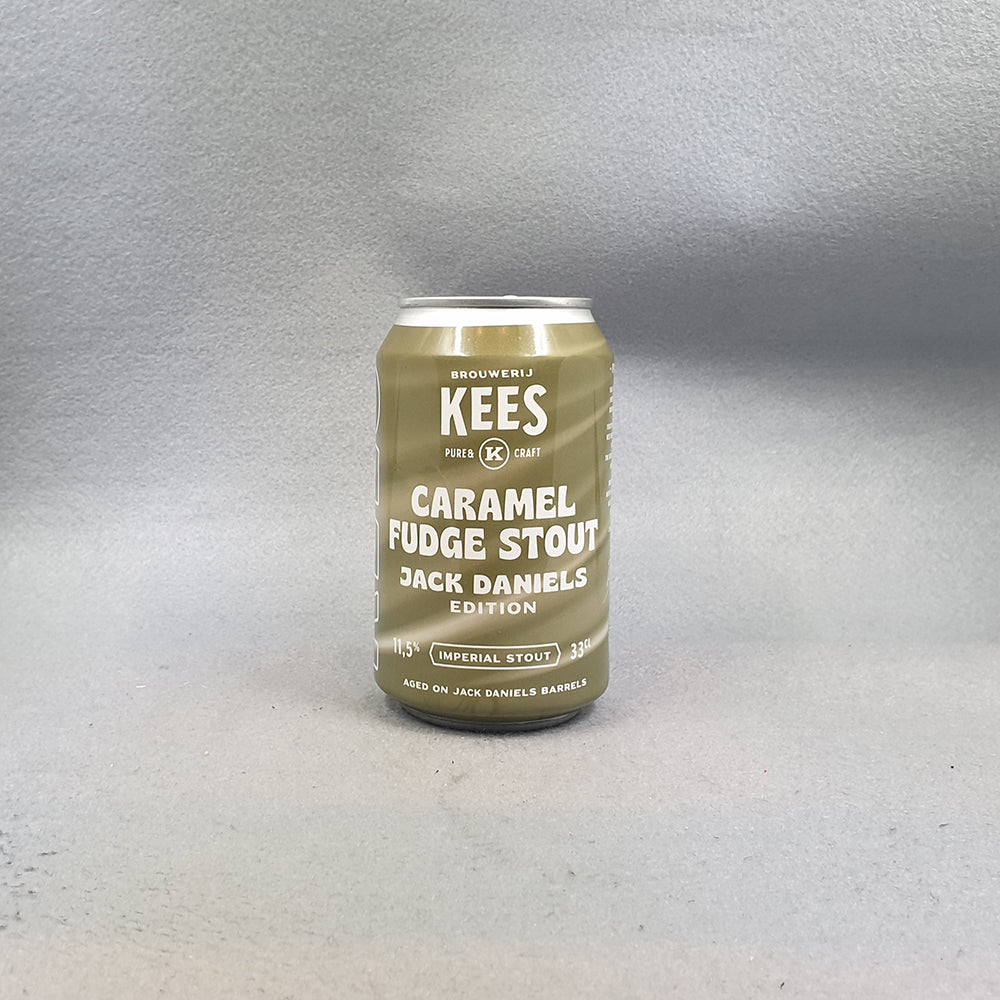 BROUWERIJ
KEES
PURE & K CRAFT
CARAMEL
FUDGE STOUT
JACK DANIELS
EDITION
11,5% IMPERIAL STOUT 33CL
AGED ON JACK DANIELS BARRELS